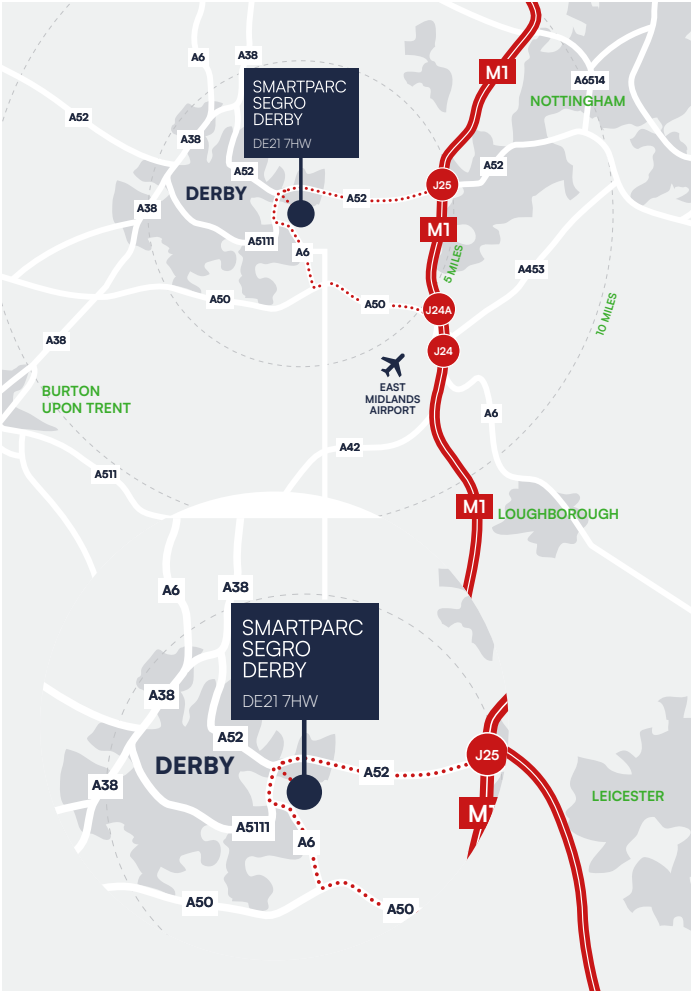 A6
A38
M1
A6514
SMARTPARC
SEGRO
DERBY
DE21 7HW
NOTTINGHAM
A52
A38
A52
A52
J25
DERBY
A52
A38
M1
A5111
A6
5 MILES
A453
A50
A50
J24A
10 MILES
A38
J24
EAST
MIDLANDS
AIRPORT
BURTON
UPON TRENT
A6
A42
A511
M1
LOUGHBOROUGH
A6
A38
SMARTPARC
SEGRO
DERBY
DE21 7HW
A38
A52
J25
DERBY
A52
A38
LEICESTER
M1
A5111
A6
A50
A50